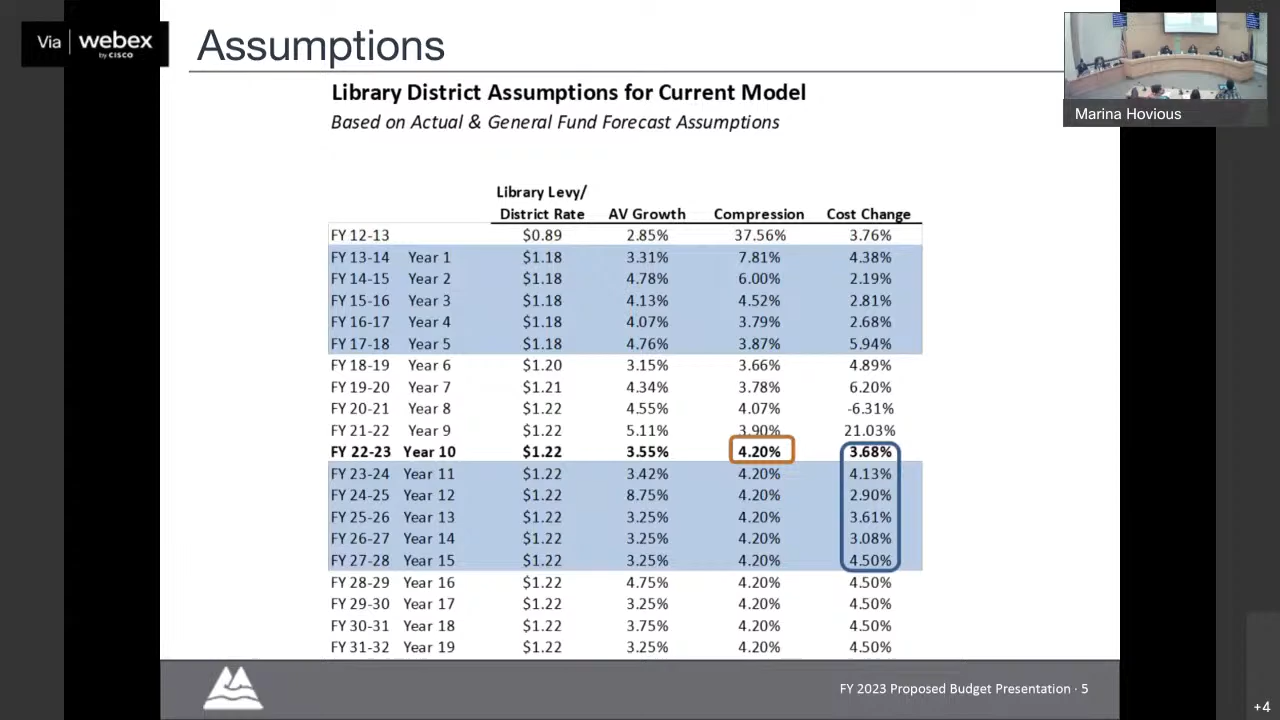 Via webex
by CISCO
Assumptions
Marina Hovious
Library District Assumptions for Current Model
Based on Actual & General Fund Forecast Assumptions
Library Levy/
District Rate AV Growth Compression Cost Change
FY 12-13 $0.89 2.85% 37.56% 3.76%
FY 13-14 Year 1 $1.18 3.31% 7.81% 4.38%
FY 14-15 Year 2 $1.18 4.78% 6.00% 2.19%
FY 15-16 Year 3 $1.18 4.13% 4.52% 2.81%
FY 16-17 Year 4 $1.18 4.07% 3.79% 2.68%
FY 17-18 Year 5 $1.18 4.76% 3.87% 5.94%
FY 18-19 Year 6 $1.20 3.15% 3.66% 4.89%
FY 19-20 Year 7 $1.21 4.34% 3.78% 6.20%
FY 20-21 Year 8 $1.22 4.55% 4.07% -6.31%
FY 21-22 Year 9 $1.22 5.11% 3.90% 21.03%
FY 22-23 Year 10 $1.22 3.55% 4.20% 3.68%
FY 23-24 Year 11 $1.22 3.42% 4.20% 4.13%
FY 24-25 Year 12 $1.22 8.75% 4.20% 2.90%
FY 25-26 Year 13 $1.22 3.25% 4.20% 3.61%
FY 26-27 Year 14 $1.22 3.25% 4.20% 3.08%
FY 27-28 Year 15 $1.22 3.25% 4.20% 4.50%
FY 28-29 Year 16 $1.22 4.75% 4.20% 4.50%
FY 29-30 Year 17 $1.22 3.25% 4.20% 4.50%
FY 30-31 Year 18 $1.22 3.75% 4.20% 4.50%
FY 31-32 Year 19 $1.22 3.25% 4.20% 4.50%
FY 2023 Proposed Budget Presentation · 5
+4